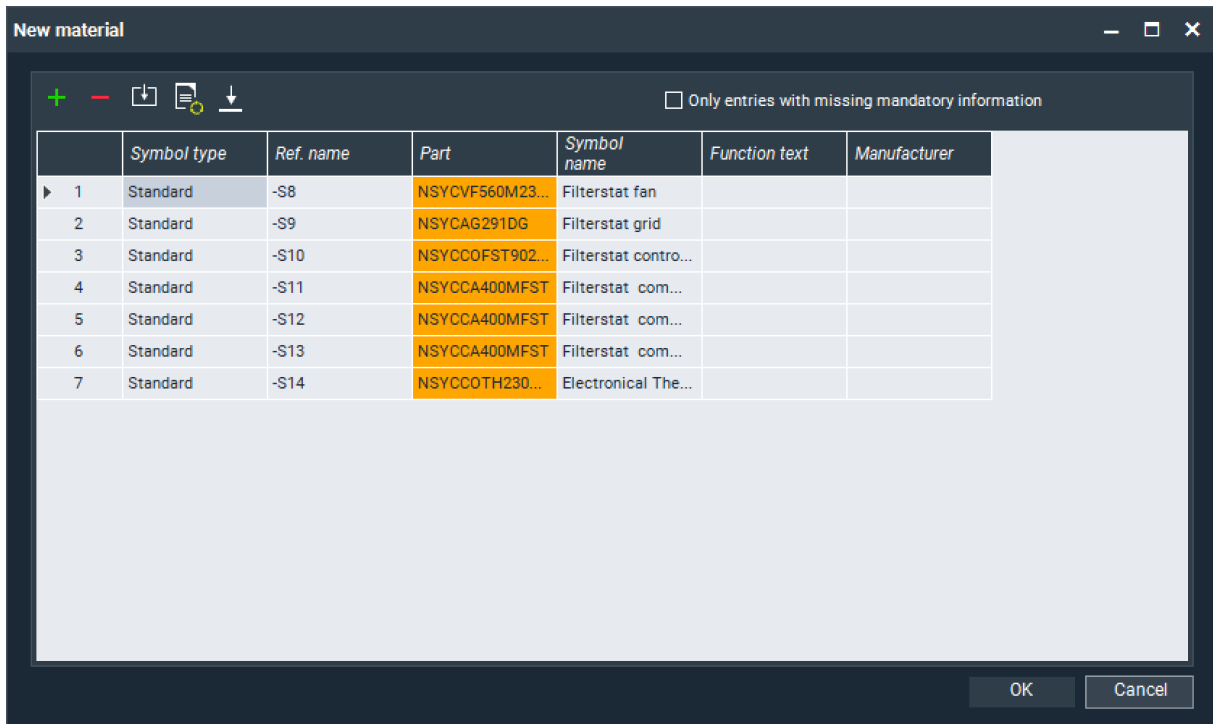 New material
Only entries with missing mandatory information
Symbol type Ref. name Part Symbol name Function text Manufacturer
1 Standard -S8 NSYCVF560M23... Filterstat fan
2 Standard -S9 NSYCAG291DG Filterstat grid
3 Standard -S10 NSYCCOFST902... Filterstat contro...
4 Standard -S11 NSYCCA400MFST Filterstat com...
5 Standard -S12 NSYCCA400MFST Filterstat com...
6 Standard -S13 NSYCCA400MFST Filterstat com...
7 Standard -S14 NSYCCOTH230... Electronical The...
OK Cancel